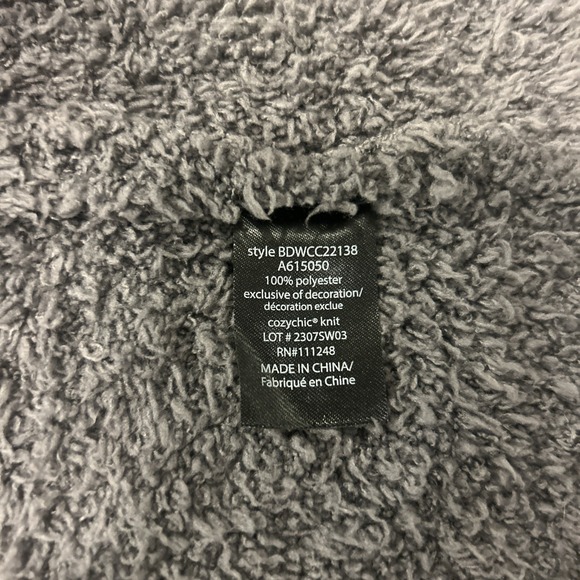 style BDWCC22138
A615050
100% polyester
exclusive of decoration/
décoration exclue
cozychic® knit
LOT # 2307SW03
RN#111248
MADE IN CHINA/
Fabriqué en Chine